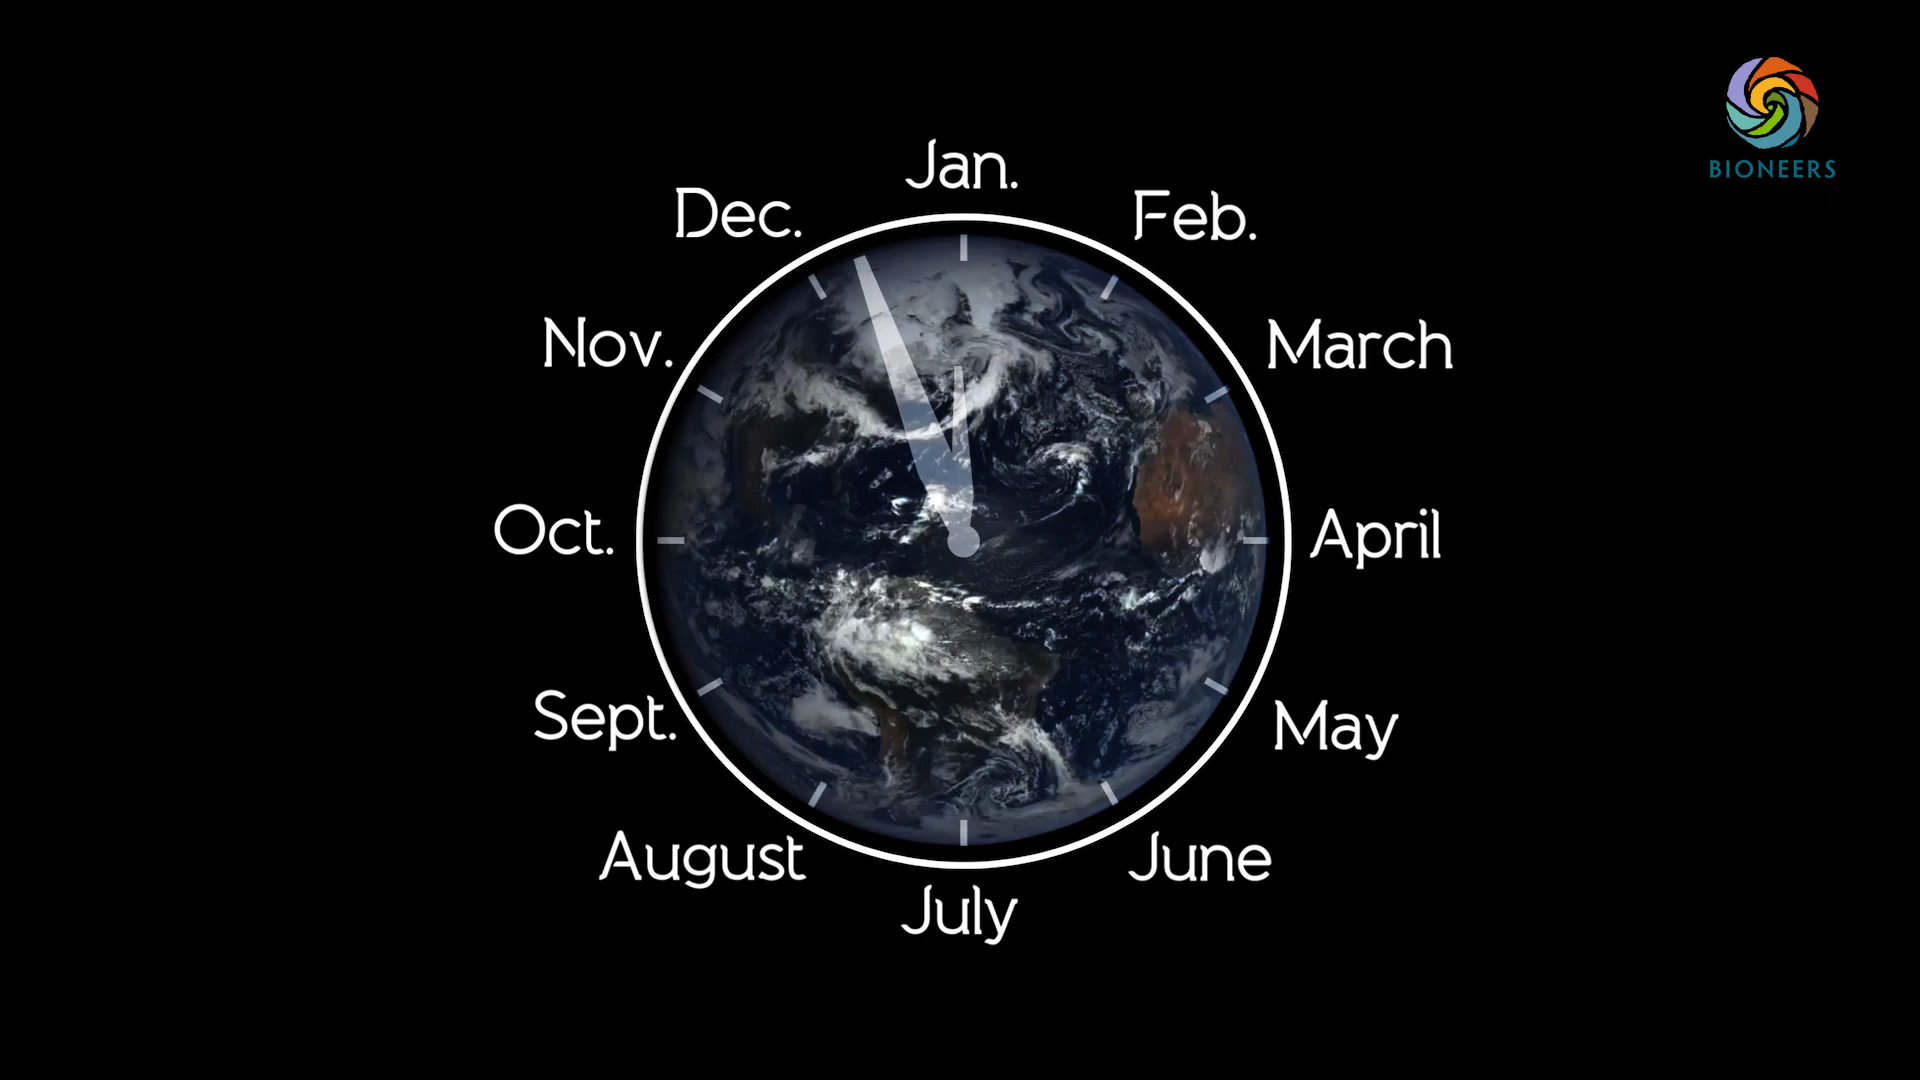 Jan.
Feb.
March
April
May
June
July
August
Sept.
Oct.
Nov.
Dec.
BIONEERS